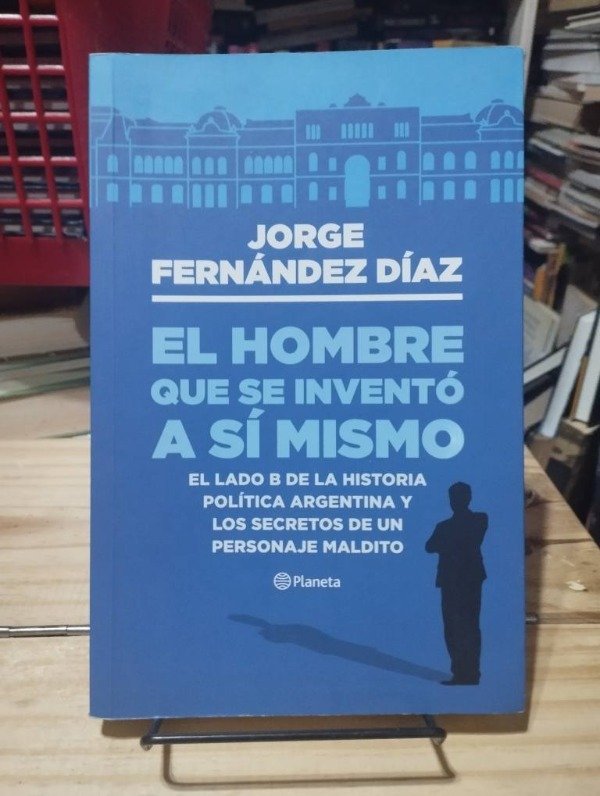 JORGE
FERNÁNDEZ DÍAZ
EL HOMBRE
QUE SE INVENTÓ
A SÍ MISMO
EL LADO B DE LA HISTORIA
POLÍTICA ARGENTINA Y
LOS SECRETOS DE UN
PERSONAJE MALDITO
Planeta